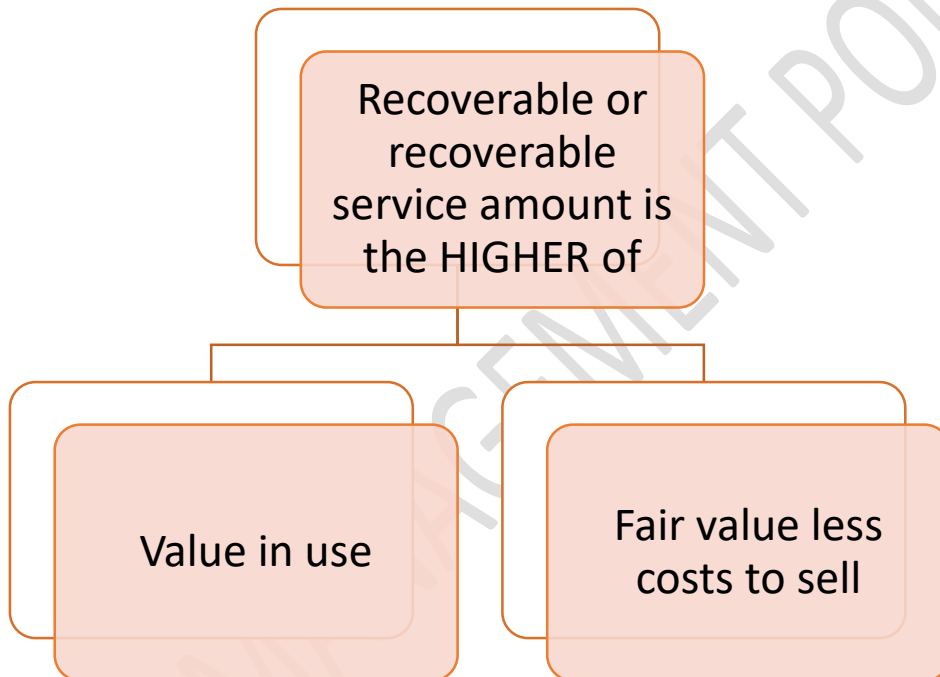 Recoverable or
recoverable
service amount is
the HIGHER of
Value in use
Fair value less
costs to sell